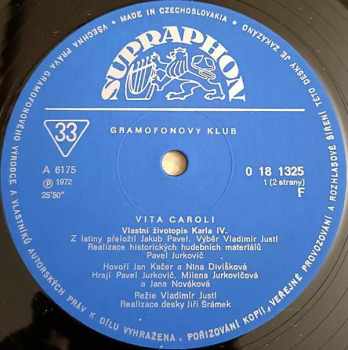 VŠECHNA PRÁVA GRAMOFONOVÉHO VÝROBCE A VLASTNÍKŮ AUTORSKÝCH PRÁV K DÍLU VYHRAŽENA. POŘIZOVÁNÍ KOPIÍ, VEŘEJNÉ PROVOZOVÁNÍ A ROZHLASOVÉ ŠÍŘENÍ TÉTO DESKY JE ZAKÁZÁNO
• MADE IN CZECHOSLOVAKIA •
SUPRAPHON
33
GRAMOFONOVÝ KLUB
A 6175
℗ 1972
25'50"
0 18 1325
1 (2 strany)
F
VITA CAROLI
Vlastní životopis Karla IV.
Z latiny přeložil Jakub Pavel. Výběr Vladimír Justl
Realizace historických hudebních materiálů
Pavel Jurkovič
Hovoří Jan Kačer a Nina Divíšková
Hrají Pavel Jurkovič, Milena Jurkovičová
a Jana Nováková
Režie Vladimír Justl
Realizace desky Jiří Šrámek